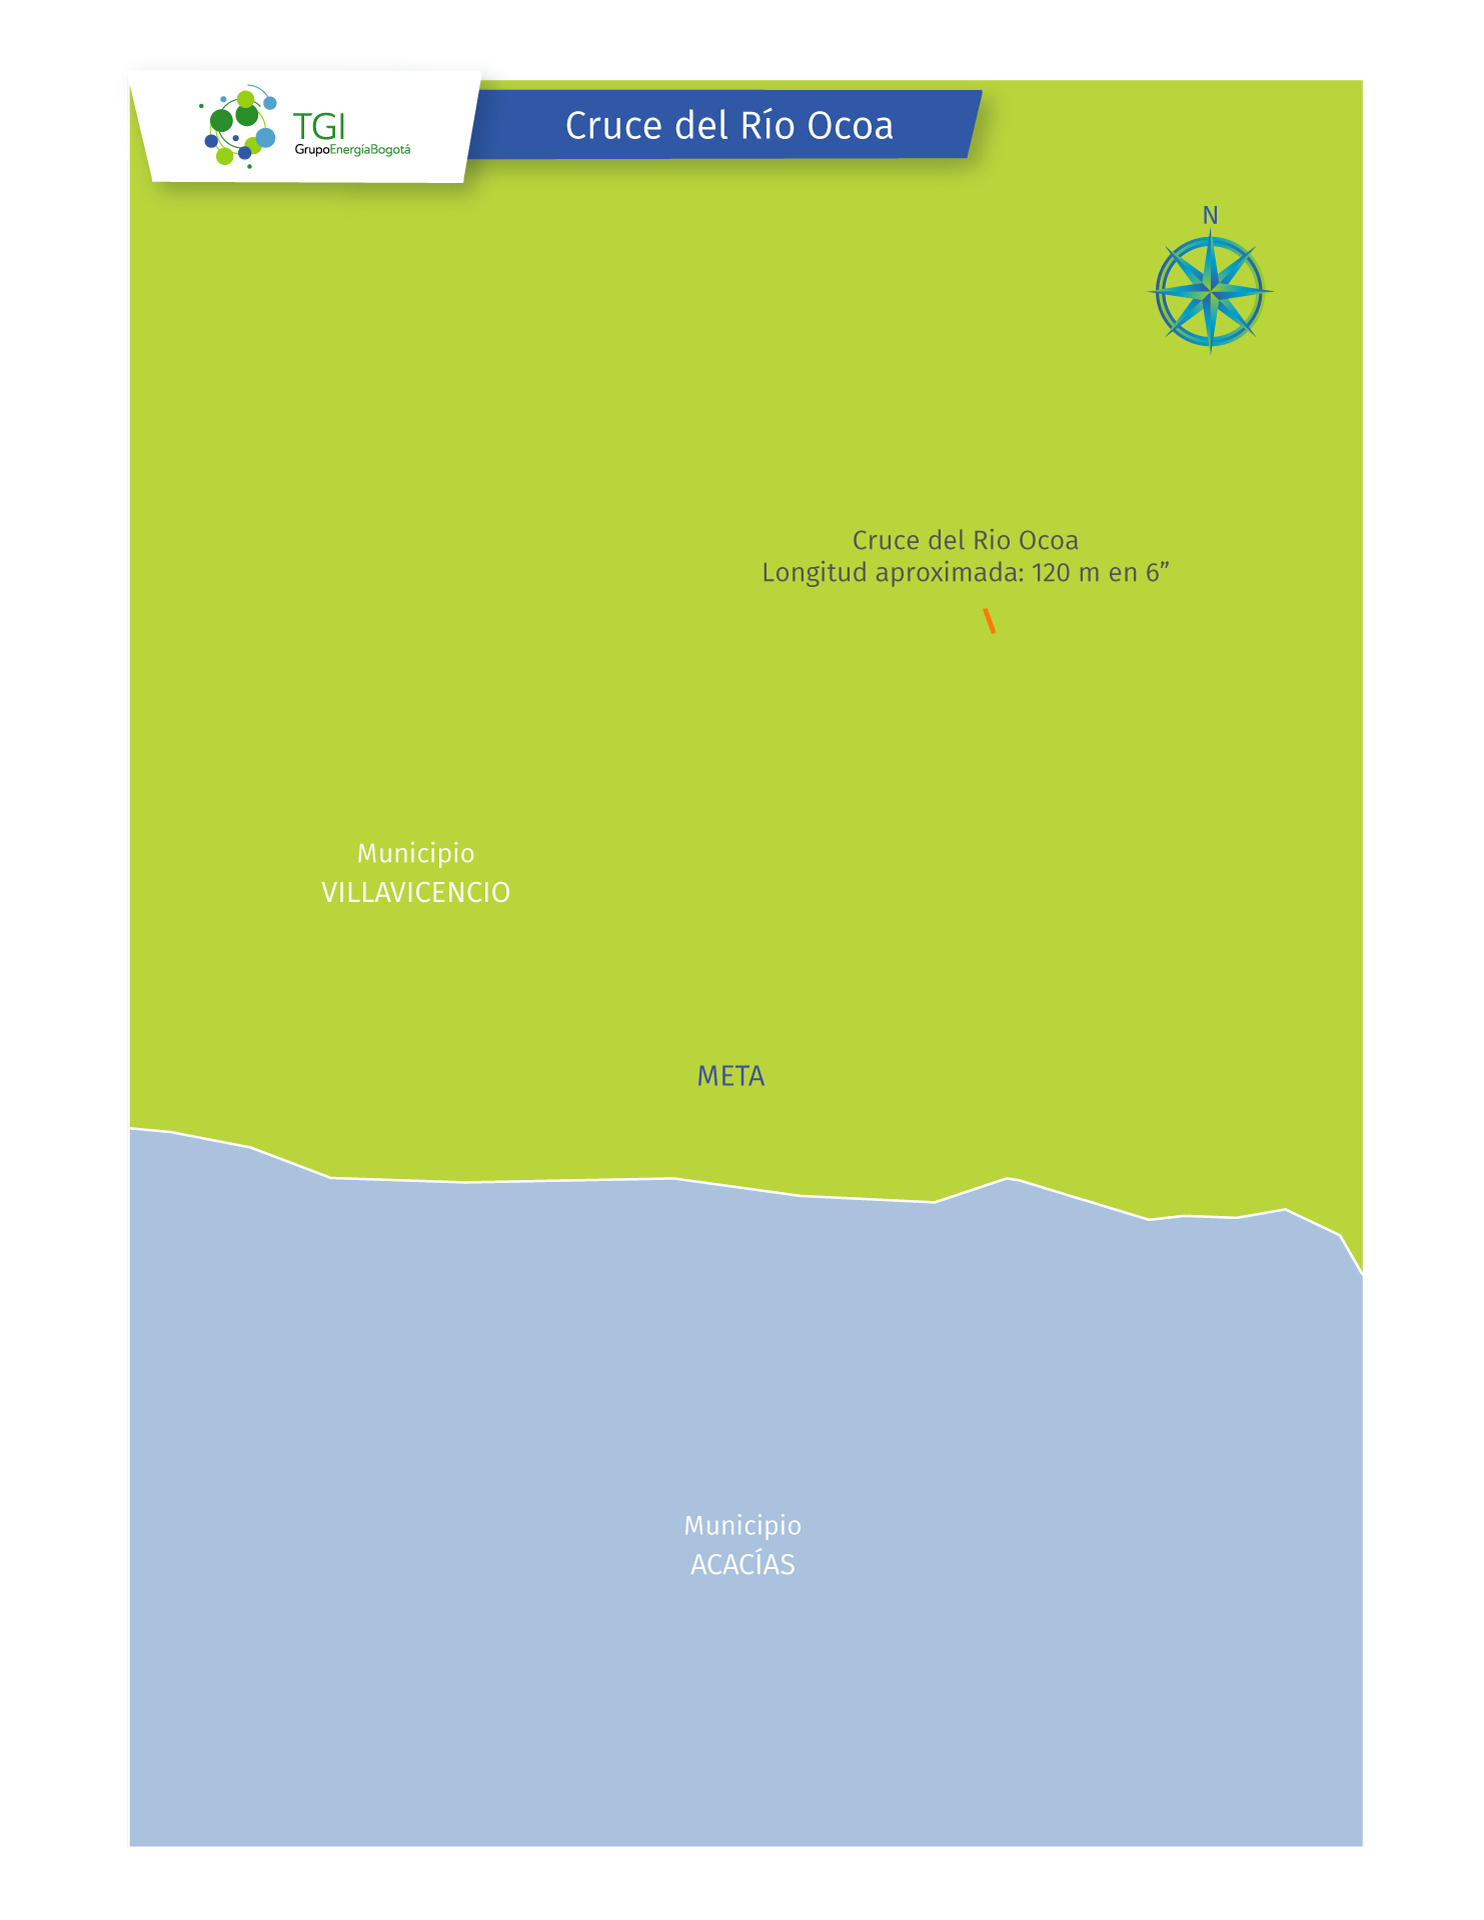 TGI
GrupoEnergíaBogotá
Cruce del Río Ocoa
N
Cruce del Rio Ocoa
Longitud aproximada: 120 m en 6”
Municipio
VILLAVICENCIO
META
Municipio
ACACÍAS